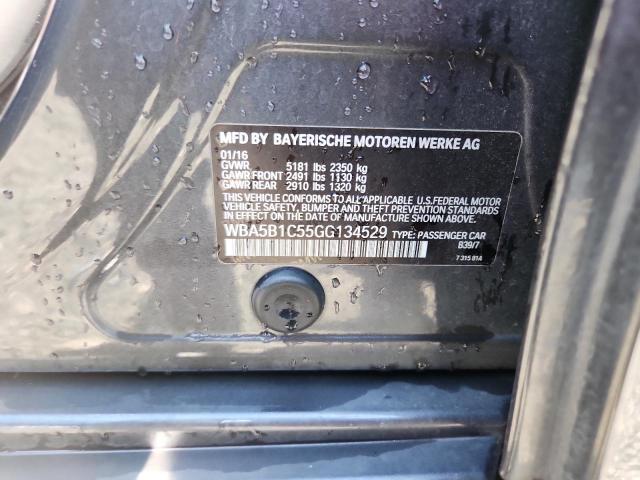 MFD BY BAYERISCHE MOTOREN WERKE AG
01/16
GVWR 5181 lbs 2350 kg
GAWR FRONT 2491 lbs 1130 kg
GAWR REAR 2910 lbs 1320 kg
THIS VEHICLE CONFORMS TO ALL APPLICABLE U.S.FEDERAL MOTOR
VEHICLE SAFETY, BUMPER, AND THEFT PREVENTION STANDARDS
IN EFFECT ON THE DATE OF MANUFACTURE SHOWN ABOVE.
WBA5B1C55GG134529 TYPE: PASSENGER CAR
B39/7
7 315 814